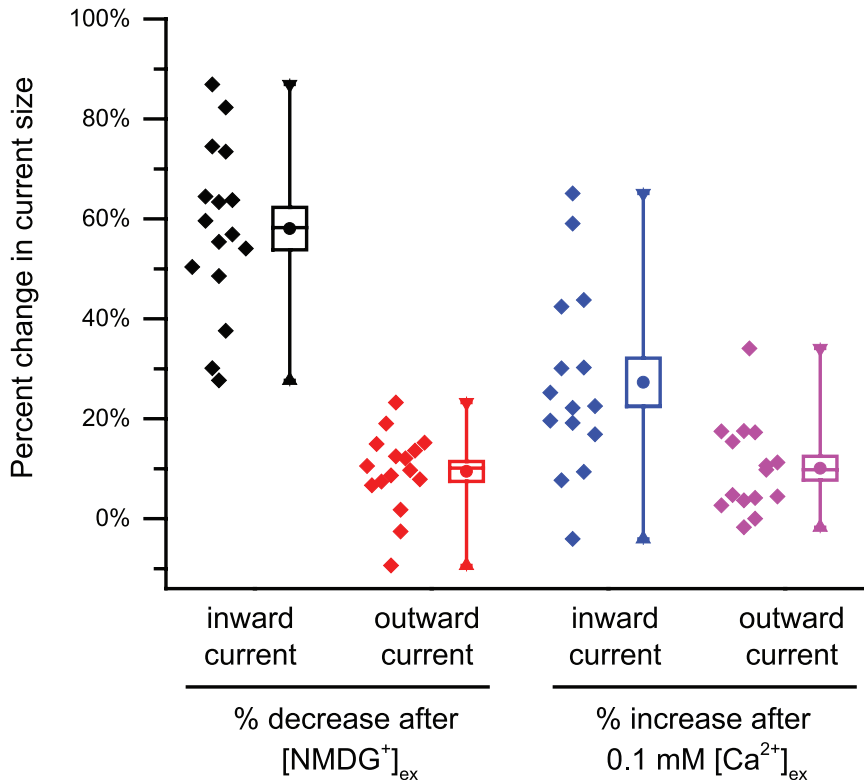 Percent change in current size
100%
80%
60%
40%
20%
0%
inward current
outward current
inward current
outward current
% decrease after
[NMDG⁺]ₑₓ
% increase after
0.1 mM [Ca²⁺]ₑₓ